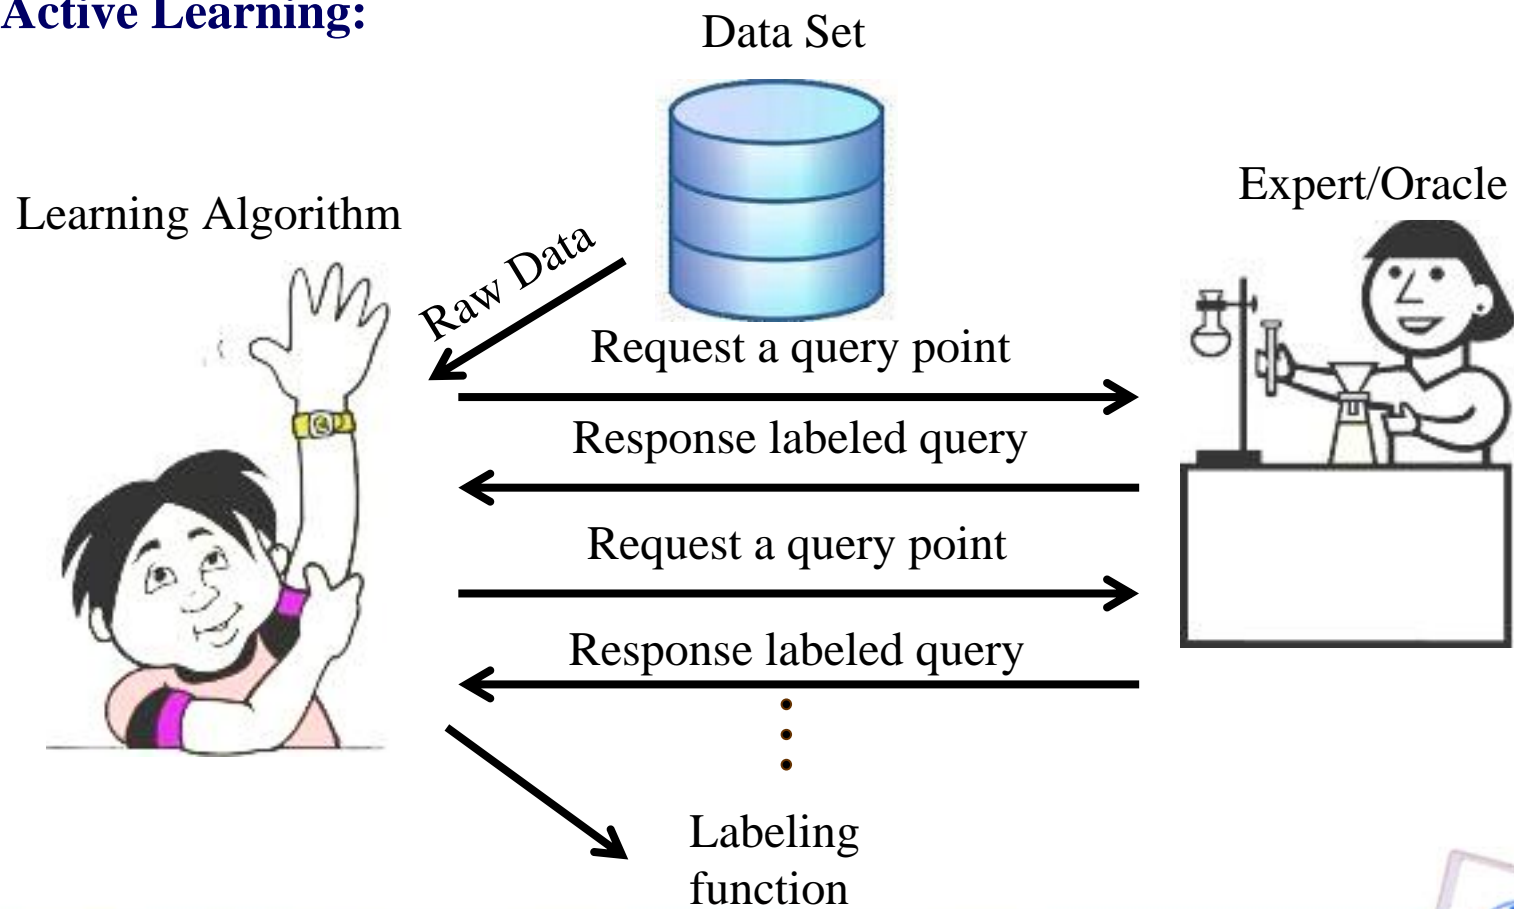 Active Learning:
Data Set
Expert/Oracle
Learning Algorithm
Raw Data
Request a query point
Response labeled query
Request a query point
Response labeled query
Labeling
function